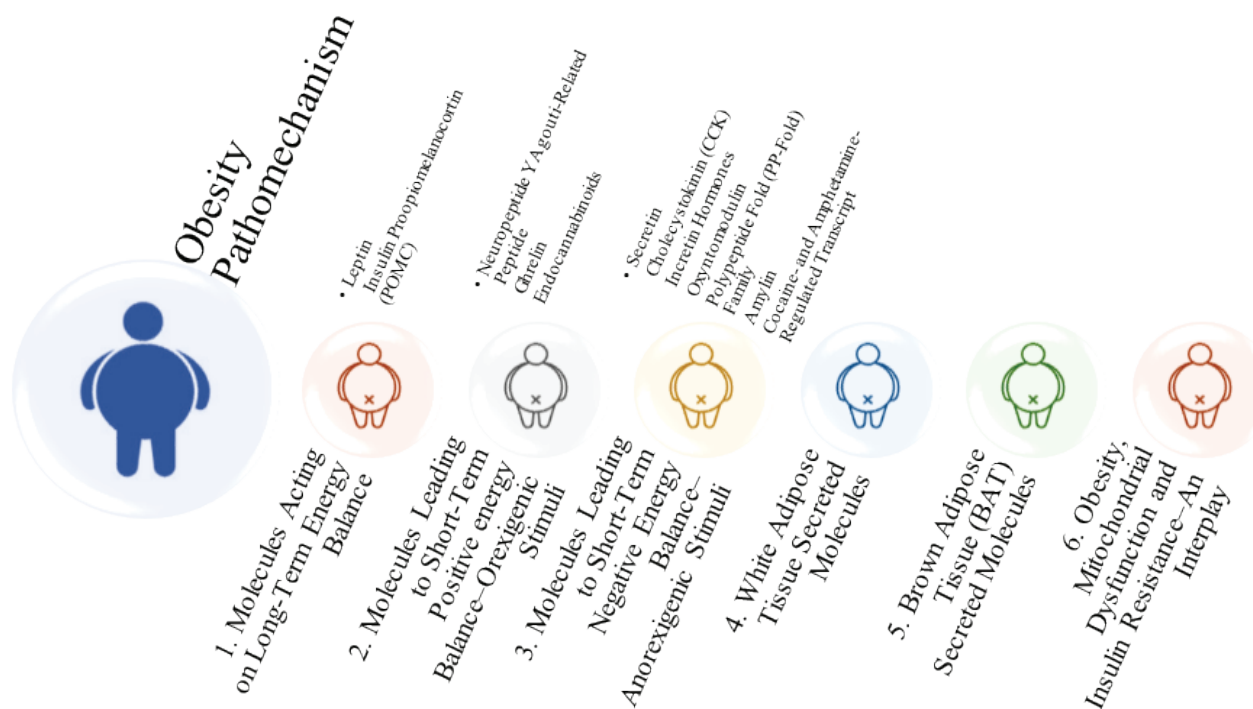 Obesity
Pathomechanism
• Leptin
Insulin Proopiomelanocortin
(POMC)
• Neuropeptide Y Agouti-Related
Peptide
Ghrelin
Endocannabinoids
• Secretin
Cholecystokinin (CCK)
Incretin Hormones
Oxyntomodulin
Polypeptide Fold (PP-Fold)
Family
Amylin
Cocaine- and Amphetamine-
Regulated Transcript
1. Molecules Acting
on Long-Term Energy
Balance
2. Molecules Leading
to Short-Term
Positive energy
Balance–Orexigenic
Stimuli
3. Molecules Leading
to Short-Term
Negative Energy
Balance–
Anorexigenic Stimuli
4. White Adipose
Tissue Secreted
Molecules
5. Brown Adipose
Tissue (BAT)
Secreted Molecules
6. Obesity,
Mitochondrial
Dysfunction and
Insulin Resistance–An
Interplay